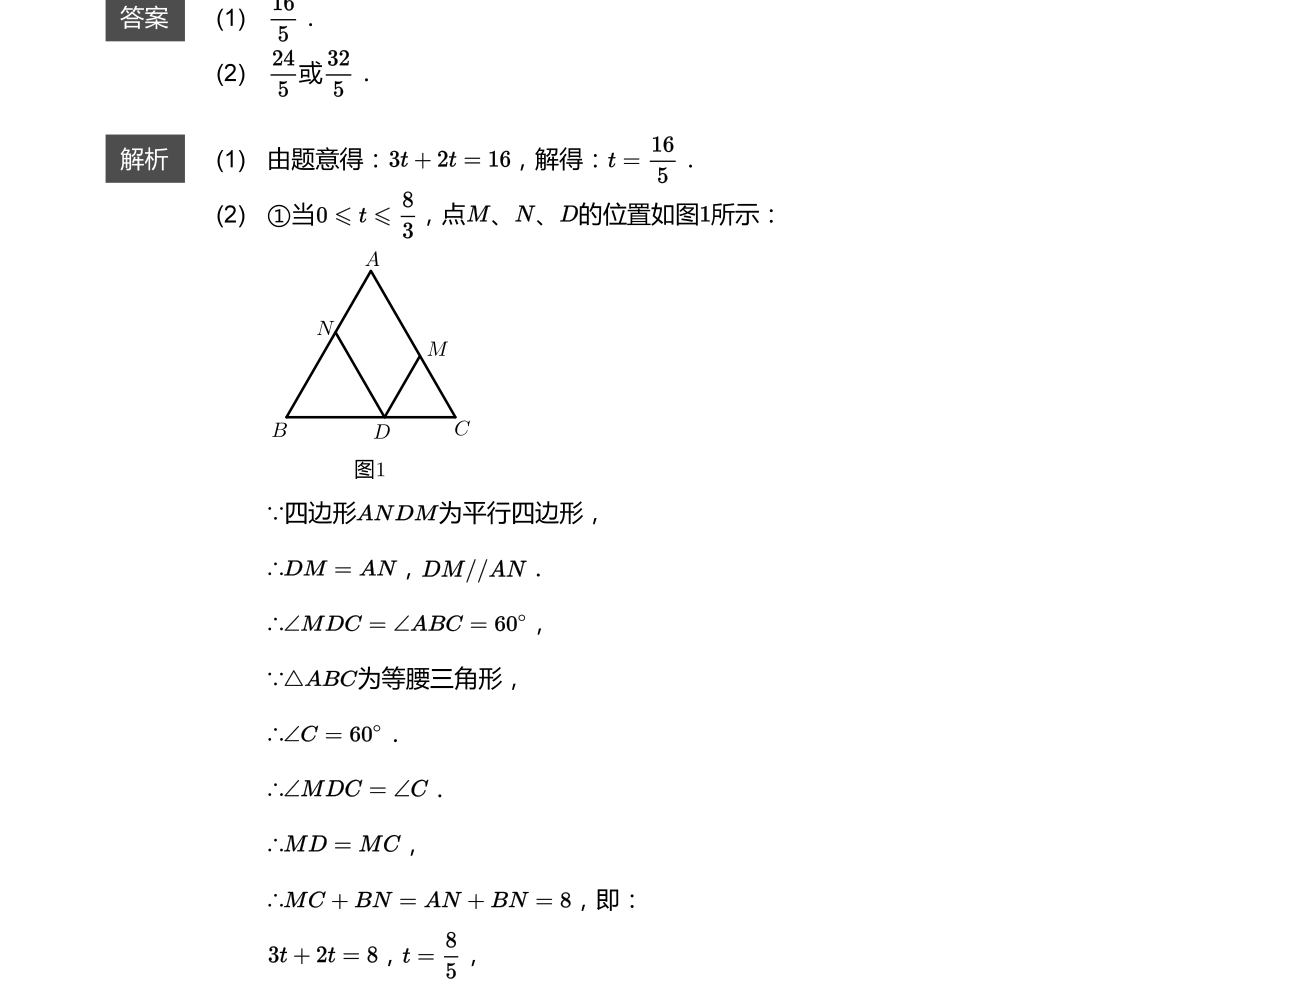 答案 (1) 16/5 .
(2) 24/5或32/5 .
解析 (1) 由题意得：3t + 2t = 16，解得：t = 16/5 .
(2) ①当0 ⩽ t ⩽ 8/3，点M、N、D的位置如图1所示：
A
N
M
B D C
图1
∵四边形ANDM为平行四边形，
∴DM = AN，DM//AN .
∴∠MDC = ∠ABC = 60°，
∵△ABC为等腰三角形，
∴∠C = 60° .
∴∠MDC = ∠C .
∴MD = MC，
∴MC + BN = AN + BN = 8，即：
3t + 2t = 8，t = 8/5，